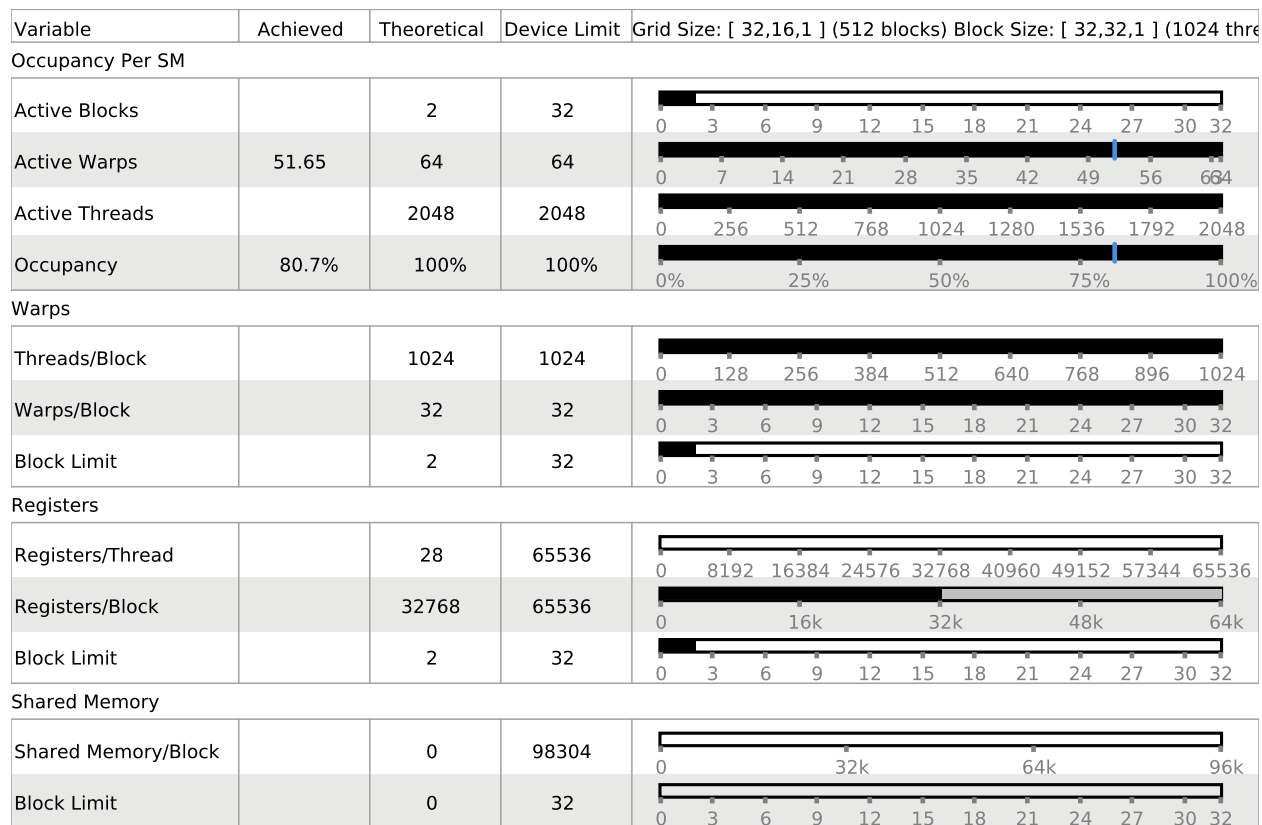 Variable Achieved Theoretical Device Limit Grid Size: [ 32,16,1 ] (512 blocks) Block Size: [ 32,32,1 ] (1024 thre
Occupancy Per SM
Active Blocks 2 32
0 3 6 9 12 15 18 21 24 27 30 32
Active Warps 51.65 64 64
0 7 14 21 28 35 42 49 56 63 64
Active Threads 2048 2048
0 256 512 768 1024 1280 1536 1792 2048
Occupancy 80.7% 100% 100%
0% 25% 50% 75% 100%
Warps
Threads/Block 1024 1024
0 128 256 384 512 640 768 896 1024
Warps/Block 32 32
0 3 6 9 12 15 18 21 24 27 30 32
Block Limit 2 32
0 3 6 9 12 15 18 21 24 27 30 32
Registers
Registers/Thread 28 65536
0 8192 16384 24576 32768 40960 49152 57344 65536
Registers/Block 32768 65536
0 16k 32k 48k 64k
Block Limit 2 32
0 3 6 9 12 15 18 21 24 27 30 32
Shared Memory
Shared Memory/Block 0 98304
0 32k 64k 96k
Block Limit 0 32
0 3 6 9 12 15 18 21 24 27 30 32